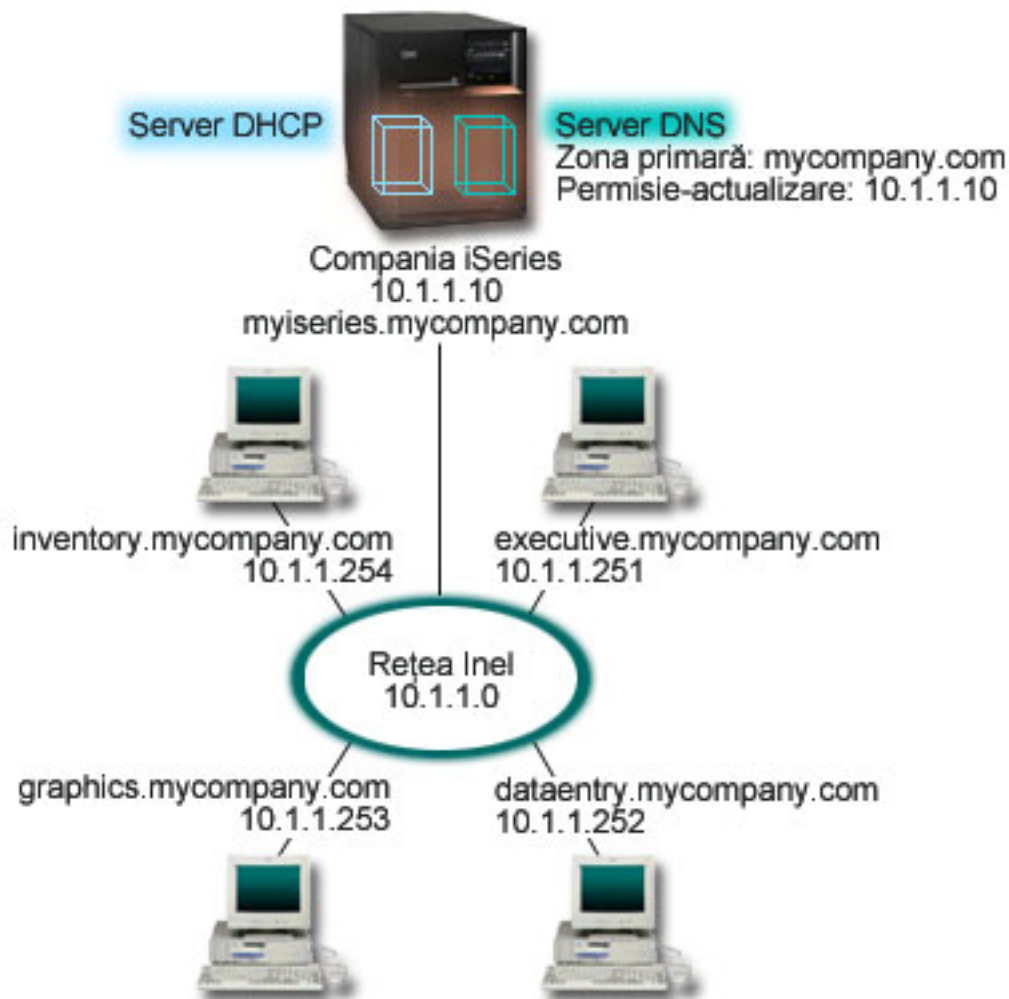 Server DHCP
Server DNS
Zona primară: mycompany.com
Permisie-actualizare: 10.1.1.10
Compania iSeries
10.1.1.10
myiseries.mycompany.com
inventory.mycompany.com
10.1.1.254
executive.mycompany.com
10.1.1.251
Rețea Inel
10.1.1.0
graphics.mycompany.com
10.1.1.253
dataentry.mycompany.com
10.1.1.252